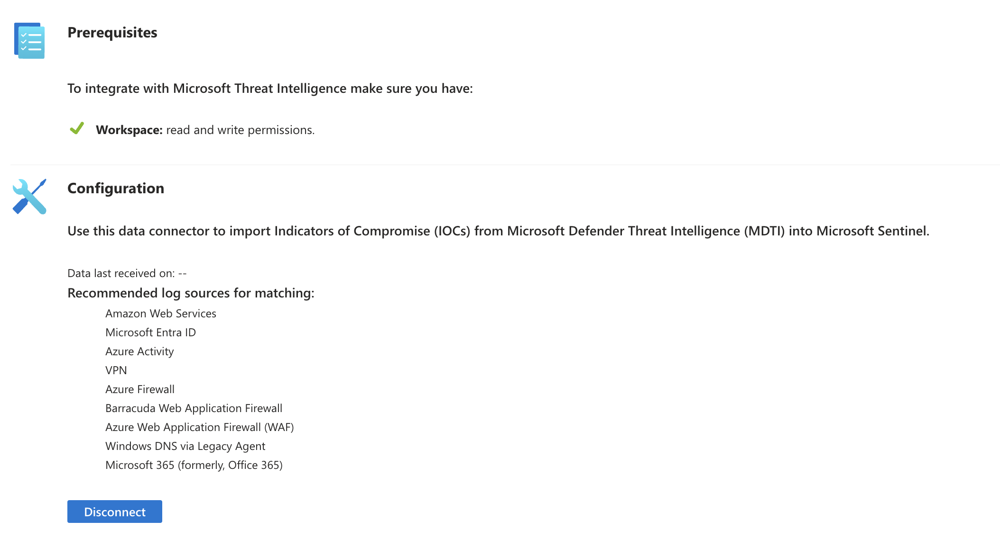 Prerequisites
To integrate with Microsoft Threat Intelligence make sure you have:
Workspace: read and write permissions.
Configuration
Use this data connector to import Indicators of Compromise (IOCs) from Microsoft Defender Threat Intelligence (MDTI) into Microsoft Sentinel.
Data last received on: --
Recommended log sources for matching:
Amazon Web Services
Microsoft Entra ID
Azure Activity
VPN
Azure Firewall
Barracuda Web Application Firewall
Azure Web Application Firewall (WAF)
Windows DNS via Legacy Agent
Microsoft 365 (formerly, Office 365)
Disconnect